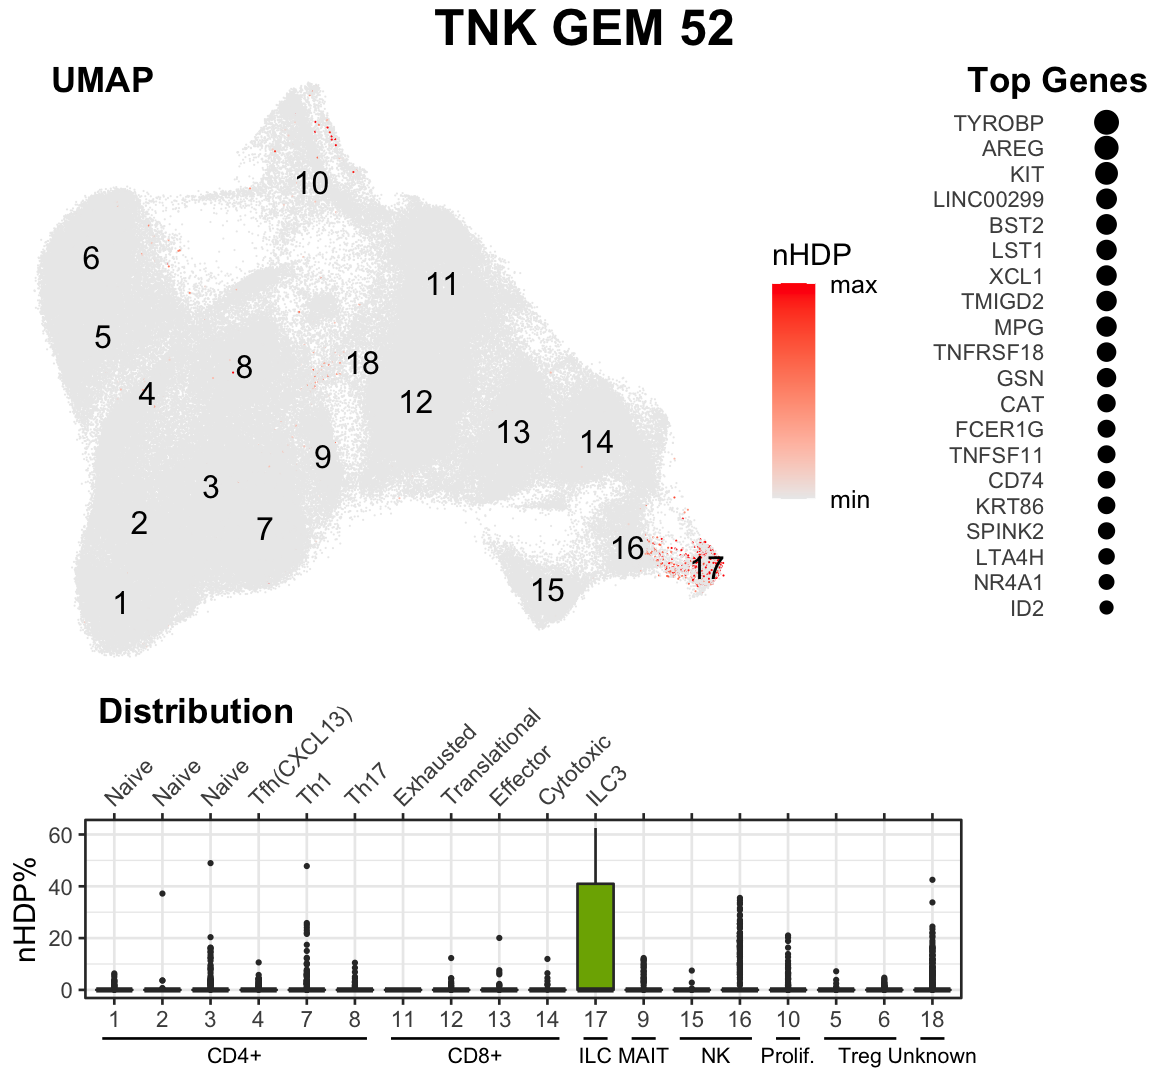 TNK GEM 52
UMAP
10
6
11
5
8
18
4
12
13
14
9
3
2
7
16
17
15
1
nHDP
max
min
Top Genes
TYROBP
AREG
KIT
LINC00299
BST2
LST1
XCL1
TMIGD2
MPG
TNFRSF18
GSN
CAT
FCER1G
TNFSF11
CD74
KRT86
SPINK2
LTA4H
NR4A1
ID2
Distribution
Naive Naive Naive Tfh(CXCL13) Th1 Th17 Exhausted Translational Effector Cytotoxic ILC3
nHDP%
60
40
20
0
1 2 3 4 7 8 11 12 13 14 17 9 15 16 10 5 6 18
CD4+ CD8+ ILC MAIT NK Prolif. Treg Unknown